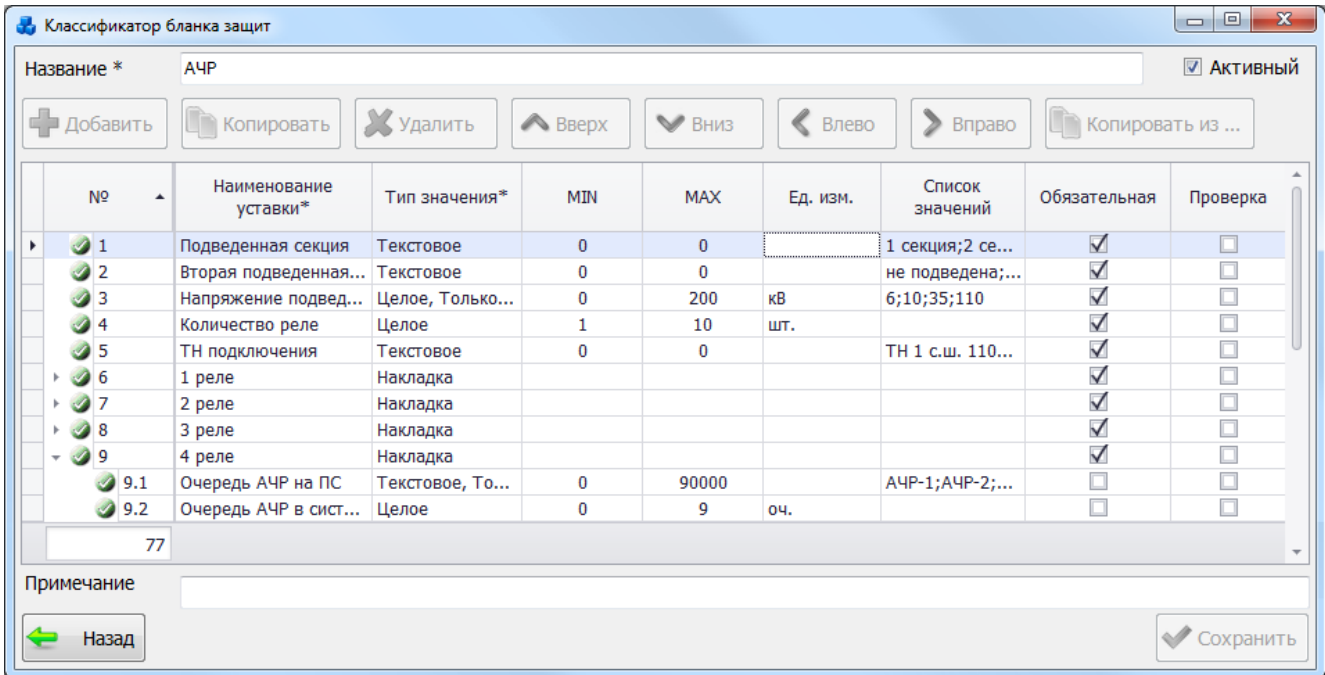 Классификатор бланка защит
Название * АЧР Активный
Добавить Копировать Удалить Вверх Вниз Влево Вправо Копировать из ...
№ Наименование уставки* Тип значения* MIN MAX Ед. изм. Список значений Обязательная Проверка
1 Подведенная секция Текстовое 0 0 1 секция;2 се...
2 Вторая подведенная... Текстовое 0 0 не подведена;...
3 Напряжение подвед... Целое, Только... 0 200 кВ 6;10;35;110
4 Количество реле Целое 1 10 шт.
5 ТН подключения Текстовое 0 0 ТН 1 с.ш. 110...
6 1 реле Накладка
7 2 реле Накладка
8 3 реле Накладка
9 4 реле Накладка
9.1 Очередь АЧР на ПС Текстовое, То... 0 90000 АЧР-1;АЧР-2;...
9.2 Очередь АЧР в сист... Целое 0 9 оч.
77
Примечание
Назад Сохранить